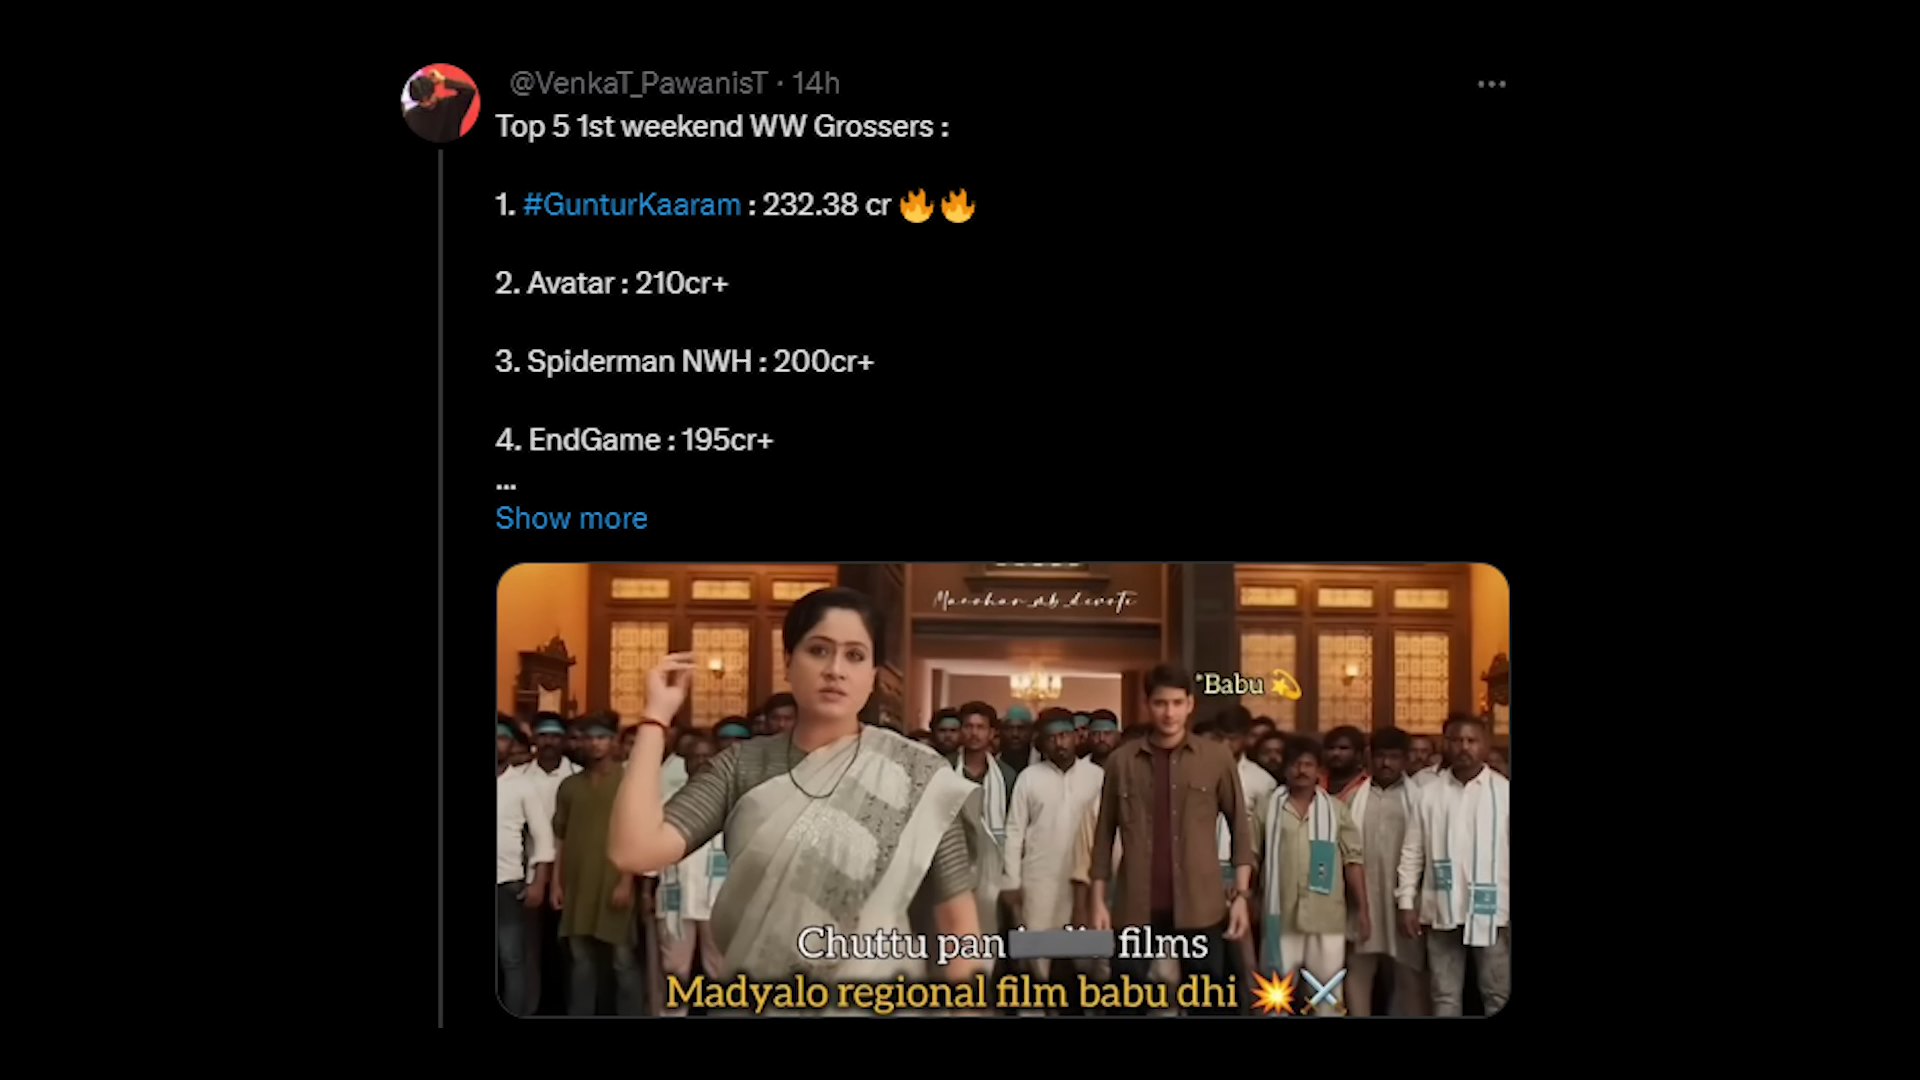 @VenkaT_PawanisT · 14h
Top 5 1st weekend WW Grossers :
1. #GunturKaaram : 232.38 cr 🔥🔥
2. Avatar : 210cr+
3. Spiderman NWH : 200cr+
4. EndGame : 195cr+
...
Show more
Manohar_mb_devote
*Babu 💫
Chuttu pan films
Madyalo regional film babu dhi 💥⚔️